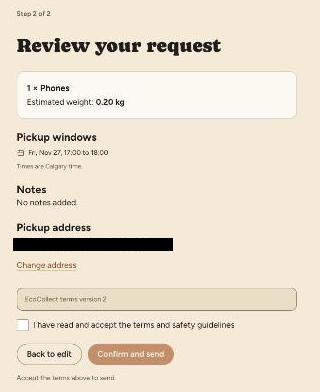 Step 2 of 2
Review your request
1 × Phones
Estimated weight: 0.20 kg
Pickup windows
Fri, Nov 27, 17:00 to 18:00
Times are Calgary time.
Notes
No notes added.
Pickup address
Change address
EcoCollect terms version 2
I have read and accept the terms and safety guidelines
Back to edit
Confirm and send
Accept the terms above to send.